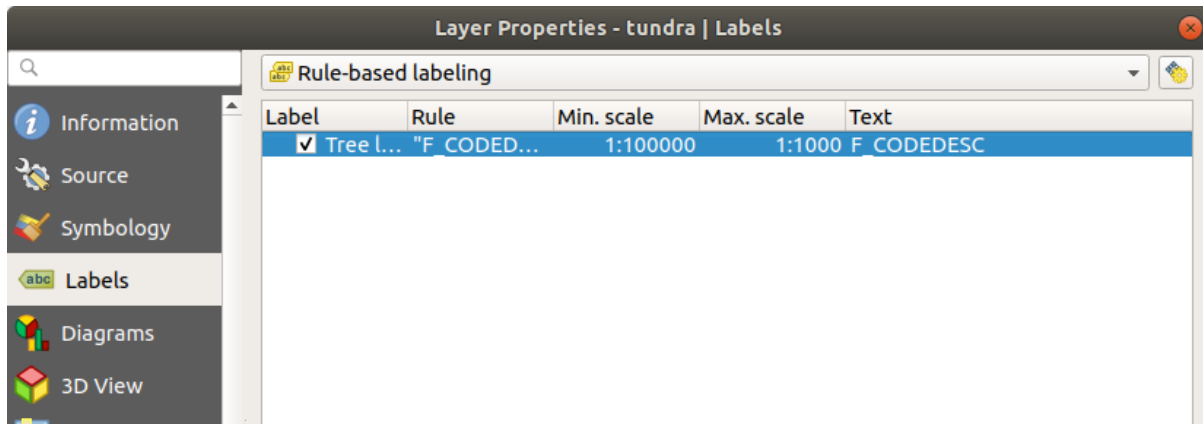 Layer Properties - tundra | Labels
Rule-based labeling
Information
Source
Symbology
abc Labels
Diagrams
3D View
Label Rule Min. scale Max. scale Text
Tree l... "F_CODED... 1:100000 1:1000 F_CODEDESC